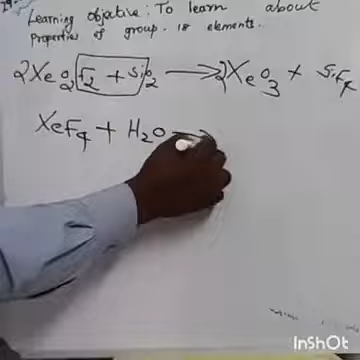 Learning objective: To learn about
Properties of group. 18 elements.
2XeO2F2 + SiO2 → 2XeO3 + SiF4
XeF4 + H2O →
InShOt